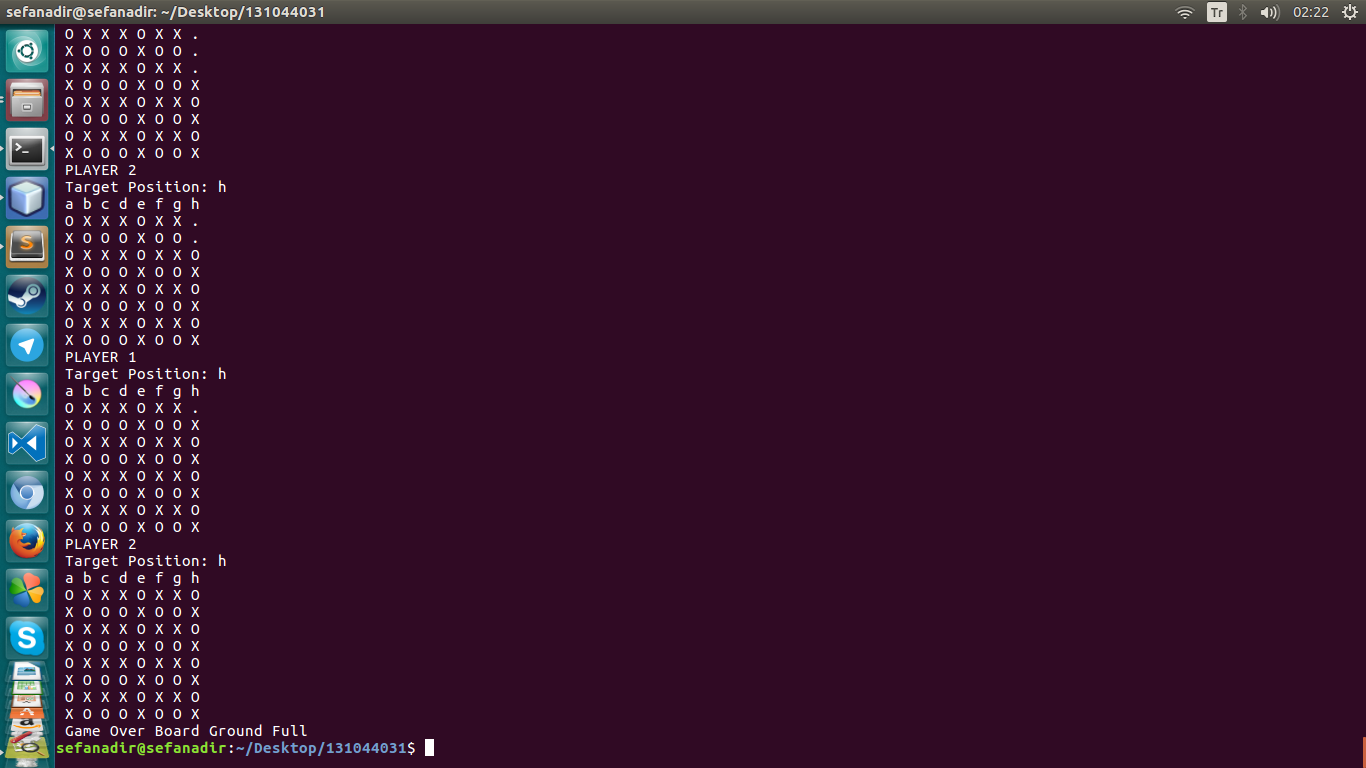 sefanadir@sefanadir: ~/Desktop/131044031
Tr
02:22
O X X X O X X .
X O O O X O O .
O X X X O X X .
X O O O X O O X
O X X X O X X O
X O O O X O O X
O X X X O X X O
X O O O X O O X
PLAYER 2
Target Position: h
a b c d e f g h
O X X X O X X .
X O O O X O O .
O X X X O X X O
X O O O X O O X
O X X X O X X O
X O O O X O O X
O X X X O X X O
X O O O X O O X
PLAYER 1
Target Position: h
a b c d e f g h
O X X X O X X .
X O O O X O O X
O X X X O X X O
X O O O X O O X
O X X X O X X O
X O O O X O O X
O X X X O X X O
X O O O X O O X
PLAYER 2
Target Position: h
a b c d e f g h
O X X X O X X O
X O O O X O O X
O X X X O X X O
X O O O X O O X
O X X X O X X O
X O O O X O O X
O X X X O X X O
X O O O X O O X
Game Over Board Ground Full
sefanadir@sefanadir:~/Desktop/131044031$